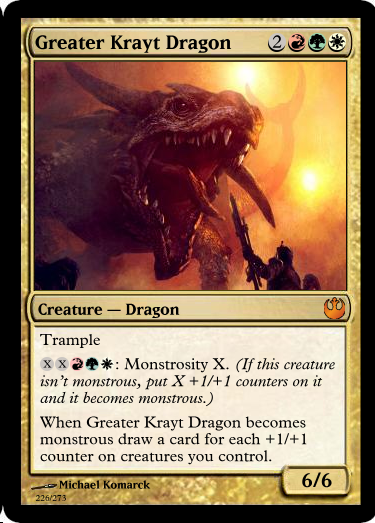 Greater Krayt Dragon 2
Creature — Dragon
Trample
X X : Monstrosity X. (If this creature
isn't monstrous, put X +1/+1 counters on it
and it becomes monstrous.)
When Greater Krayt Dragon becomes
monstrous draw a card for each +1/+1
counter on creatures you control.
6/6
Michael Komarck
226/273